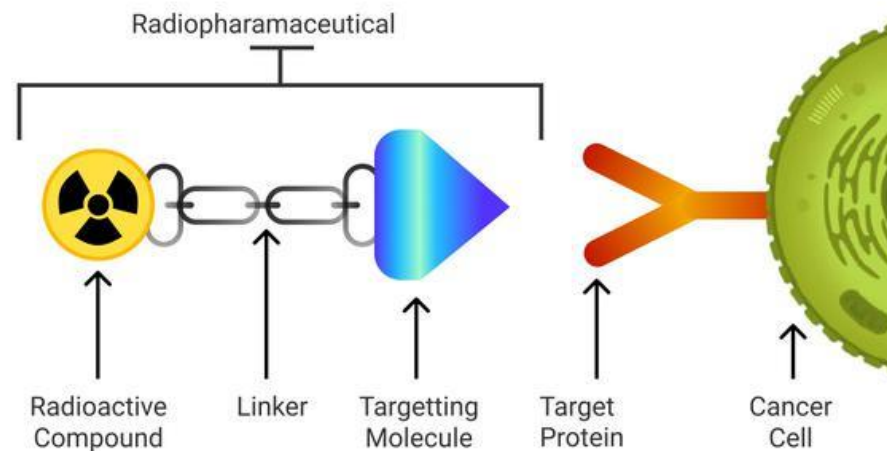 Radiopharamaceutical
Radioactive
Compound
Linker
Targetting
Molecule
Target
Protein
Cancer
Cell